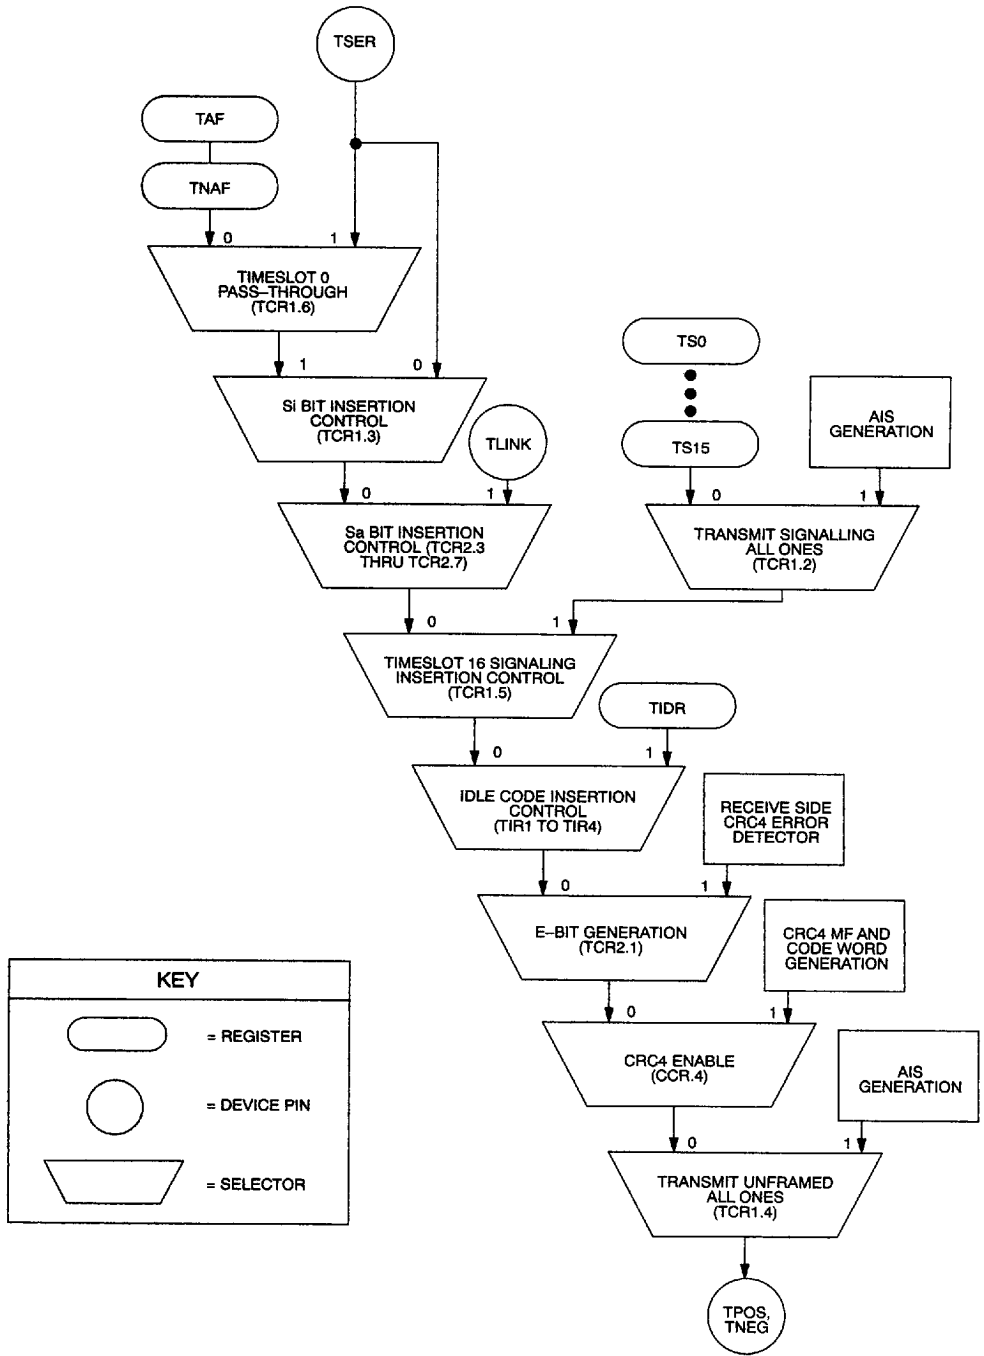 TSER
TAF
TNAF
0
1
TIMESLOT 0
PASS–THROUGH
(TCR1.6)
1
0
Si BIT INSERTION
CONTROL
(TCR1.3)
TLINK
TS0
TS15
AIS
GENERATION
0
1
Sa BIT INSERTION
CONTROL (TCR2.3
THRU TCR2.7)
0
1
TRANSMIT SIGNALLING
ALL ONES
(TCR1.2)
0
1
TIMESLOT 16 SIGNALING
INSERTION CONTROL
(TCR1.5)
TIDR
0
1
IDLE CODE INSERTION
CONTROL
(TIR1 TO TIR4)
RECEIVE SIDE
CRC4 ERROR
DETECTOR
0
1
E–BIT GENERATION
(TCR2.1)
CRC4 MF AND
CODE WORD
GENERATION
0
1
CRC4 ENABLE
(CCR.4)
AIS
GENERATION
0
1
TRANSMIT UNFRAMED
ALL ONES
(TCR1.4)
TPOS,
TNEG
KEY
= REGISTER
= DEVICE PIN
= SELECTOR